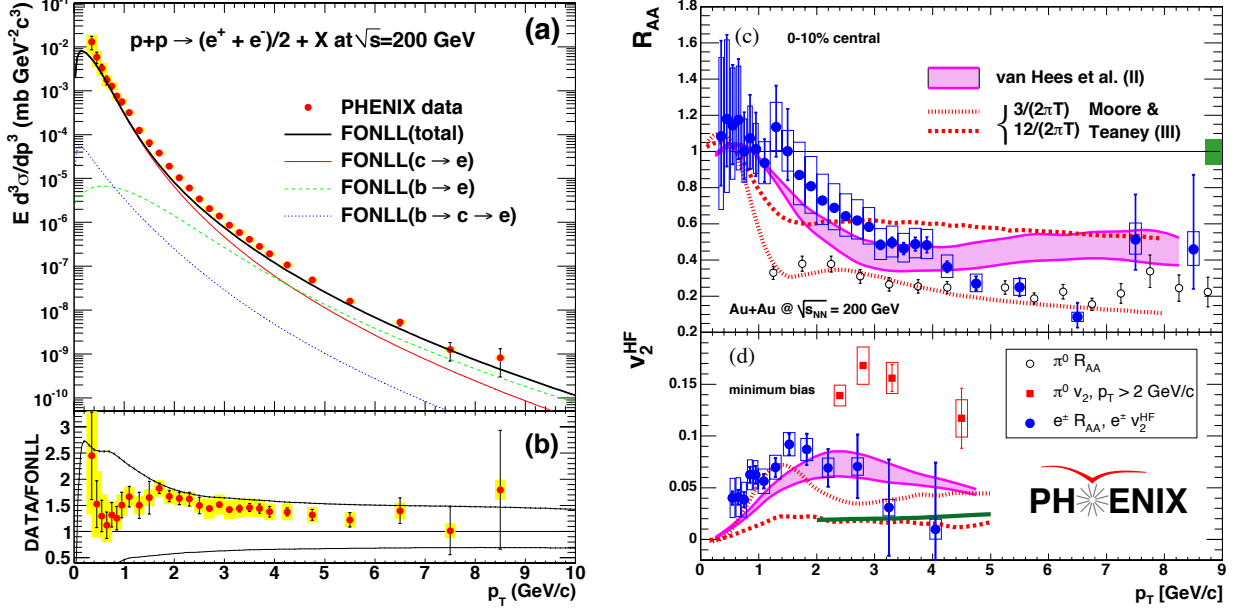 E d³σ/dp³ (mb GeV⁻²c³)
10⁻¹
10⁻²
10⁻³
10⁻⁴
10⁻⁵
10⁻⁶
10⁻⁷
10⁻⁸
10⁻⁹
10⁻¹⁰
(a)
p+p → (e⁺ + e⁻)/2 + X at √s=200 GeV
PHENIX data
FONLL(total)
FONLL(c → e)
FONLL(b → e)
FONLL(b → c → e)
DATA/FONLL
3
2.5
2
1.5
1
0.5
(b)
0 1 2 3 4 5 6 7 8 9 10
p_T (GeV/c)
R_AA
1.8
1.6
1.4
1.2
1
0.8
0.6
0.4
0.2
(c)
0-10% central
van Hees et al. (II)
3/(2πT) Moore &
12/(2πT) Teaney (III)
Au+Au @ √s_NN = 200 GeV
v₂^HF
0.15
0.1
0.05
0
(d)
minimum bias
π⁰ R_AA
π⁰ v₂, p_T > 2 GeV/c
e± R_AA, e± v₂^HF
PHENIX
0 1 2 3 4 5 6 7 8 9
p_T [GeV/c]